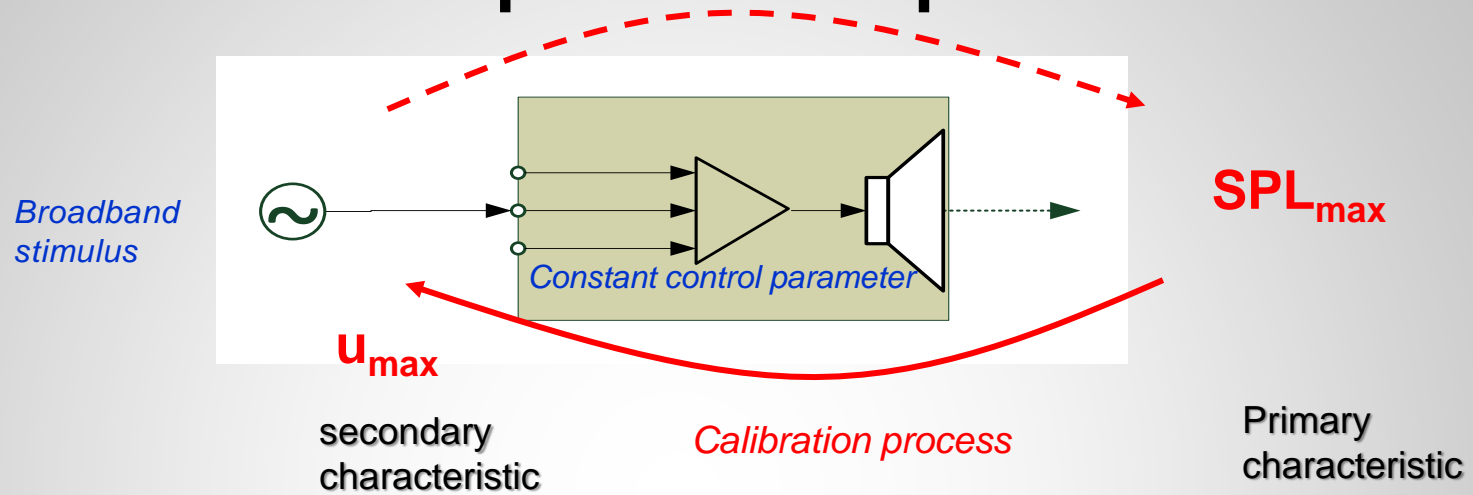 Broadband
stimulus
Constant control parameter
SPLmax
umax
secondary
characteristic
Calibration process
Primary
characteristic